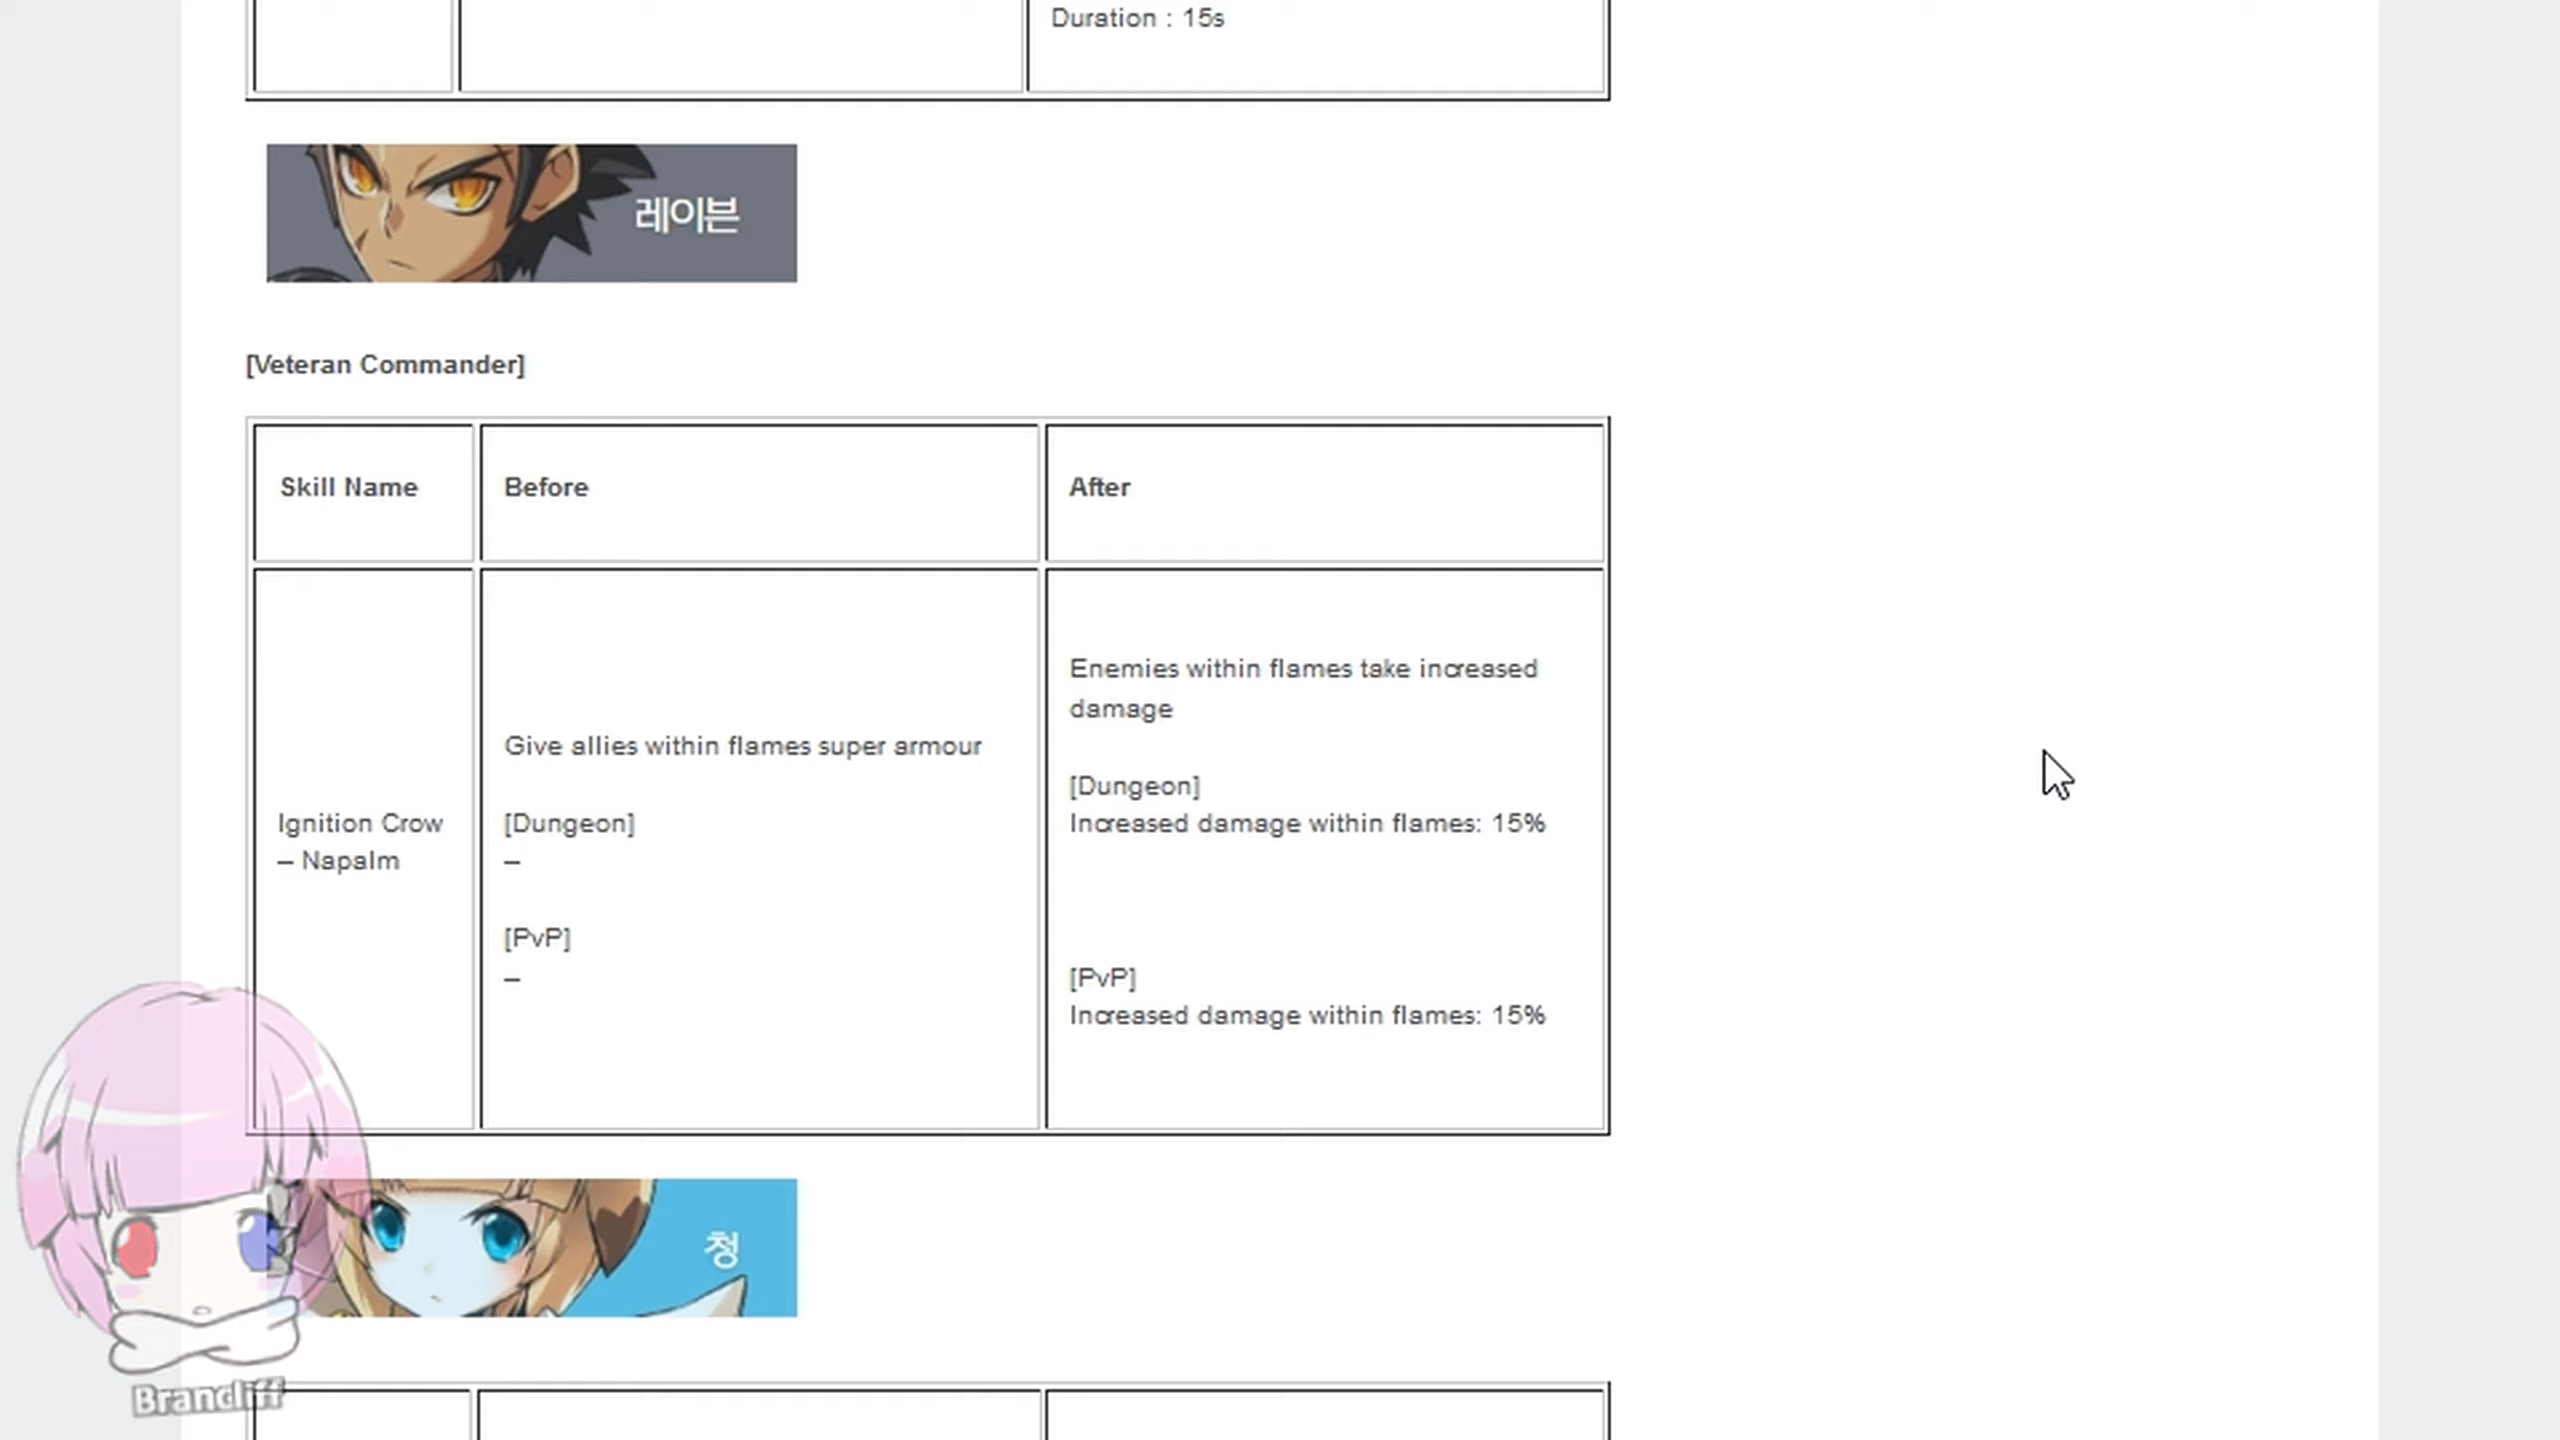 Duration : 15s
레이븐
[Veteran Commander]
Skill Name
Before
After
Ignition Crow
– Napalm
Give allies within flames super armour
[Dungeon]
–
[PvP]
–
Enemies within flames take increased
damage
[Dungeon]
Increased damage within flames: 15%
[PvP]
Increased damage within flames: 15%
청
Brancliff